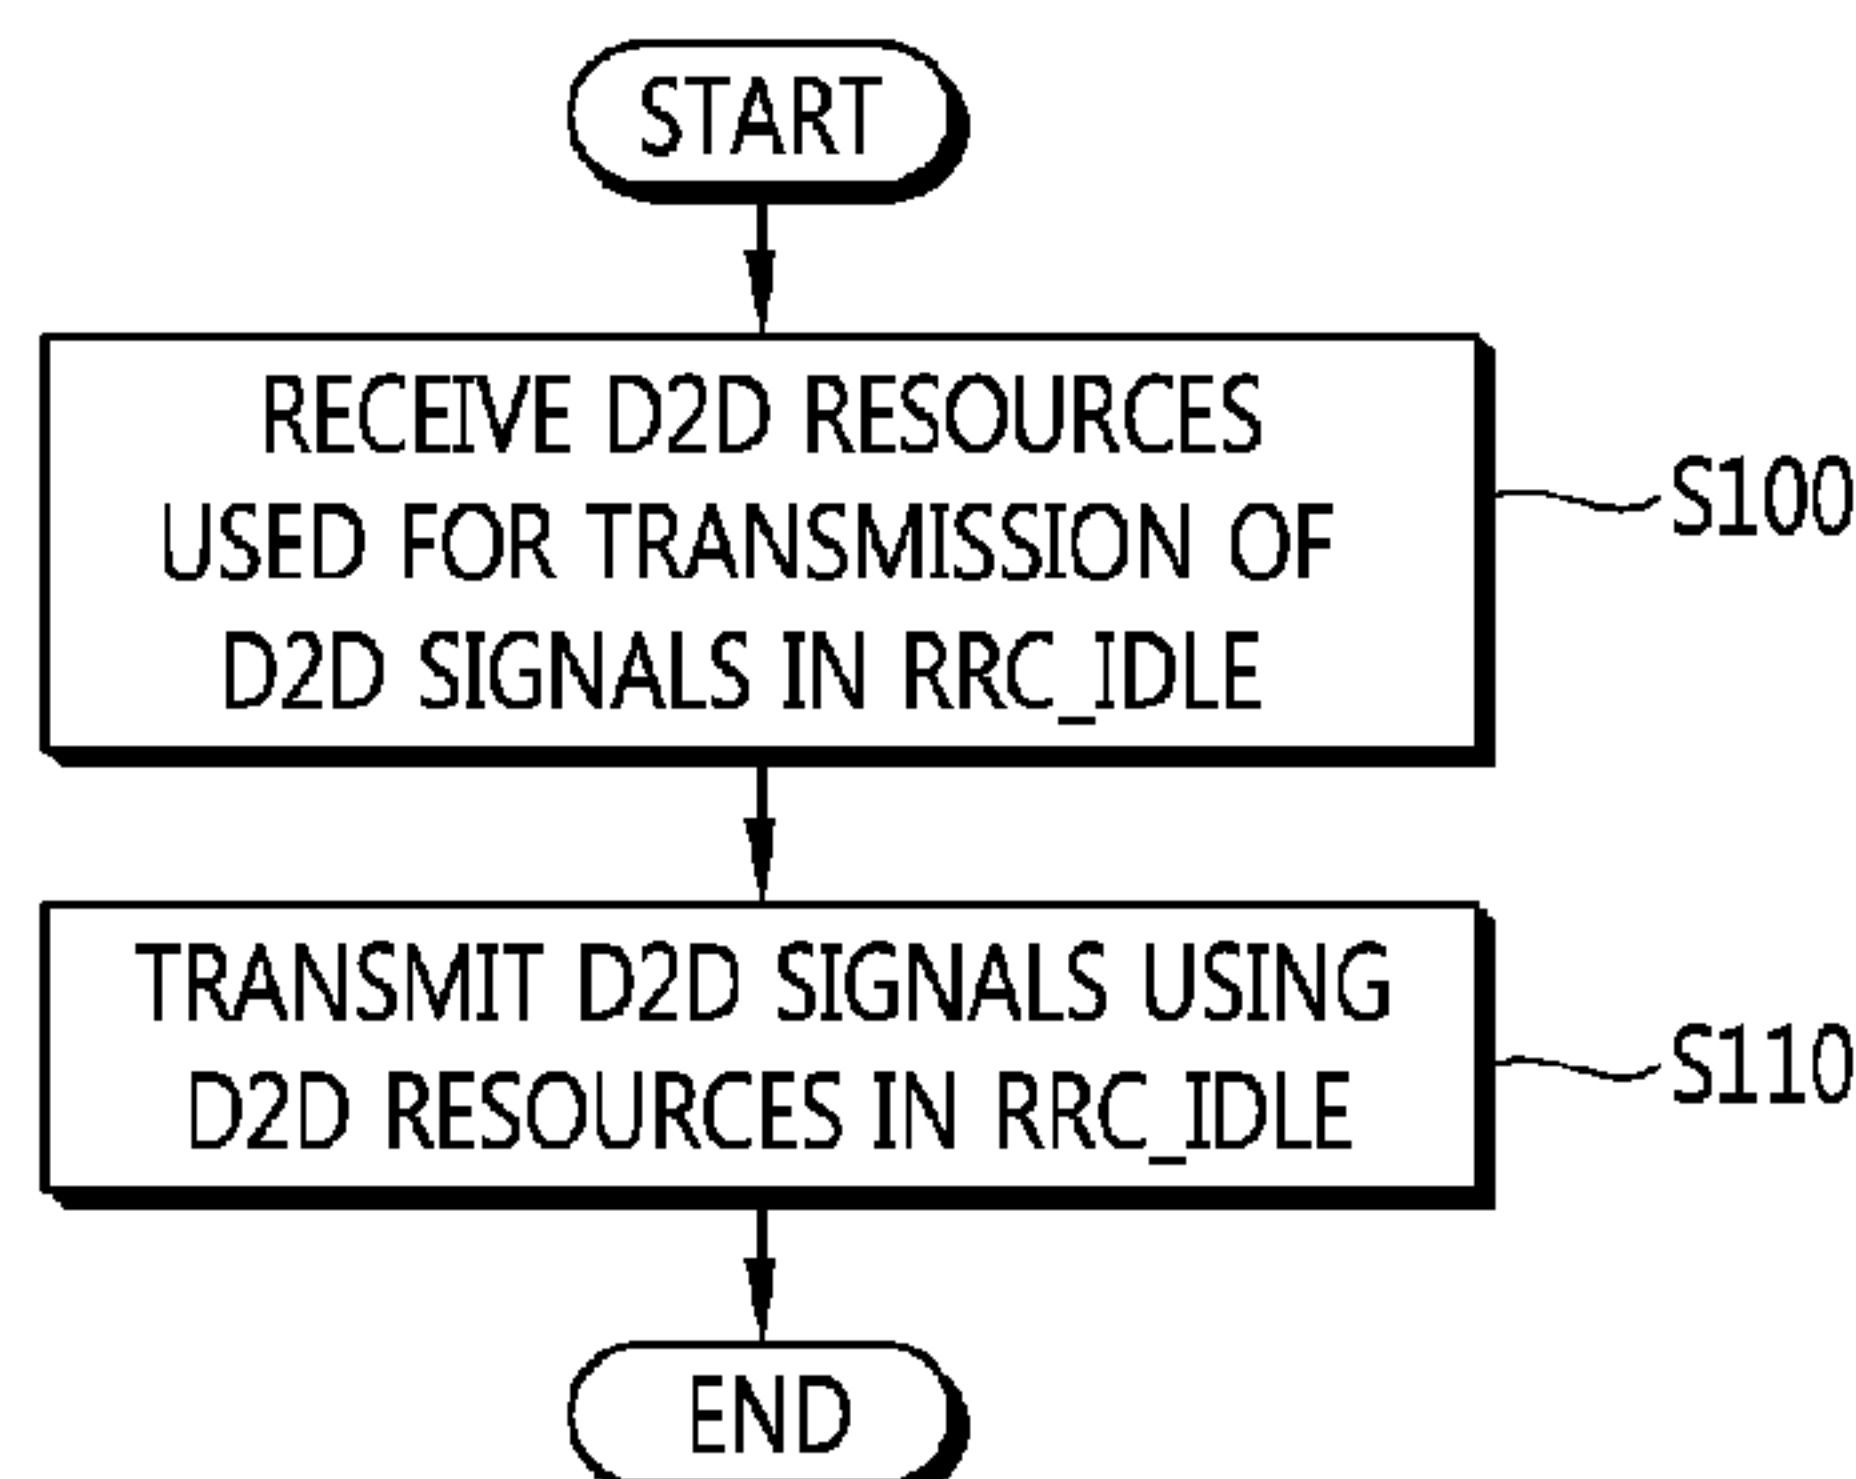 START
RECEIVE D2D RESOURCES
USED FOR TRANSMISSION OF
D2D SIGNALS IN RRC_IDLE
S100
TRANSMIT D2D SIGNALS USING
D2D RESOURCES IN RRC_IDLE
S110
END